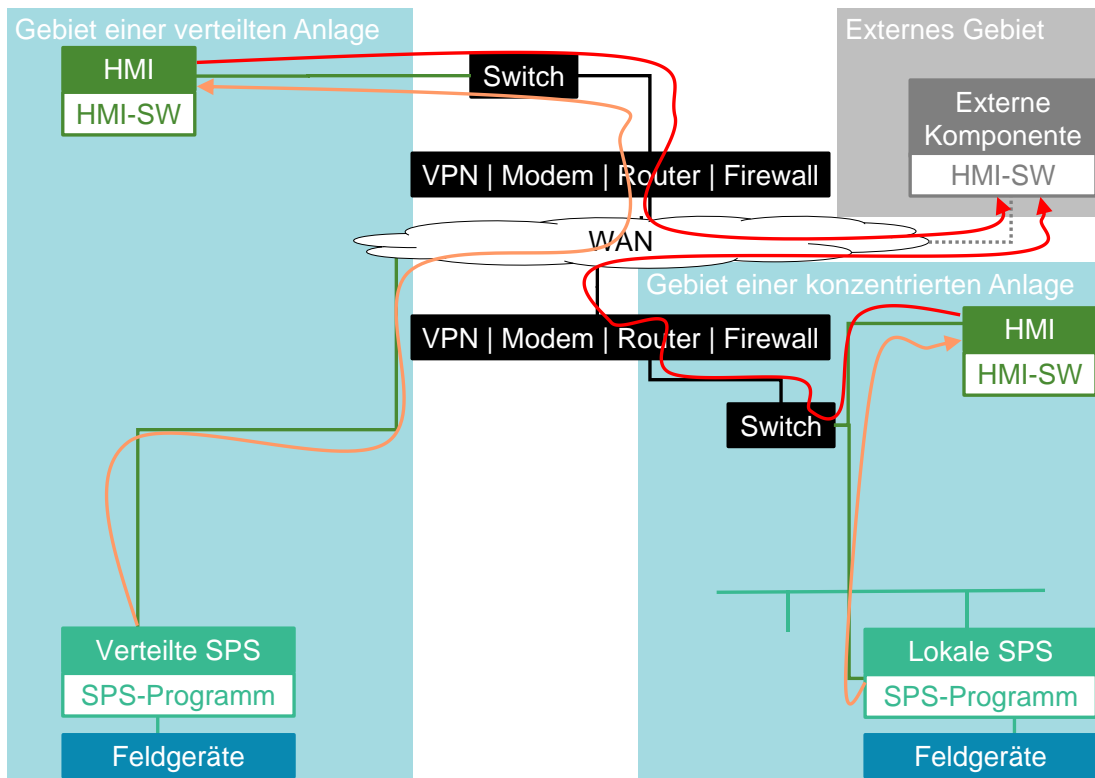 Gebiet einer verteilten Anlage
HMI
HMI-SW
Switch
VPN | Modem | Router | Firewall
Externes Gebiet
Externe
Komponente
HMI-SW
WAN
Gebiet einer konzentrierten Anlage
VPN | Modem | Router | Firewall
HMI
HMI-SW
Switch
Verteilte SPS
SPS-Programm
Feldgeräte
Lokale SPS
SPS-Programm
Feldgeräte